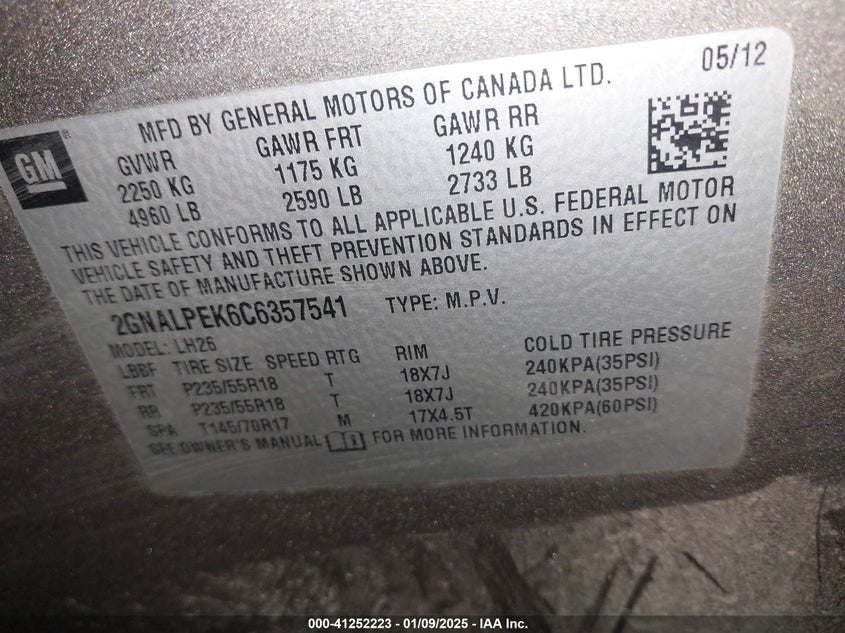 05/12
MFD BY GENERAL MOTORS OF CANADA LTD.
GM
®
GVWR GAWR FRT GAWR RR
2250 KG 1175 KG 1240 KG
4960 LB 2590 LB 2733 LB
THIS VEHICLE CONFORMS TO ALL APPLICABLE U.S. FEDERAL MOTOR
VEHICLE SAFETY AND THEFT PREVENTION STANDARDS IN EFFECT ON
THE DATE OF MANUFACTURE SHOWN ABOVE.
2GNALPEK6C6357541 TYPE: M.P.V.
MODEL: LH26
LBBF TIRE SIZE SPEED RTG RIM COLD TIRE PRESSURE
FRT P235/55R18 T 18X7J 240KPA(35PSI)
RR P235/55R18 T 18X7J 240KPA(35PSI)
SPA T145/70R17 M 17X4.5T 420KPA(60PSI)
SEE OWNER'S MANUAL FOR MORE INFORMATION.
000-41252223 - 01/09/2025 - IAA Inc.